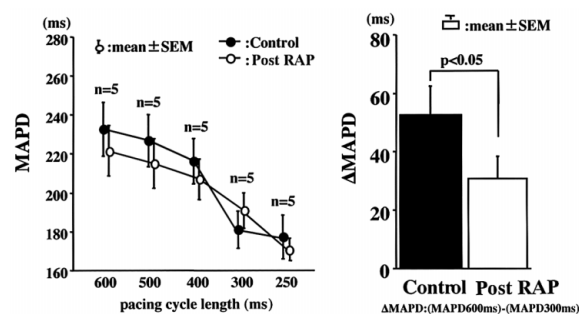 (ms)
:mean±SEM
:Control
:Post RAP
MAPD
260
240
220
200
180
160
n=5
n=5
n=5
n=5
n=5
600
500
400
300
250
pacing cycle length (ms)
(ms)
:mean±SEM
p<0.05
ΔMAPD
80
60
40
20
0
Control
Post RAP
ΔMAPD:(MAPD600ms)-(MAPD300ms)